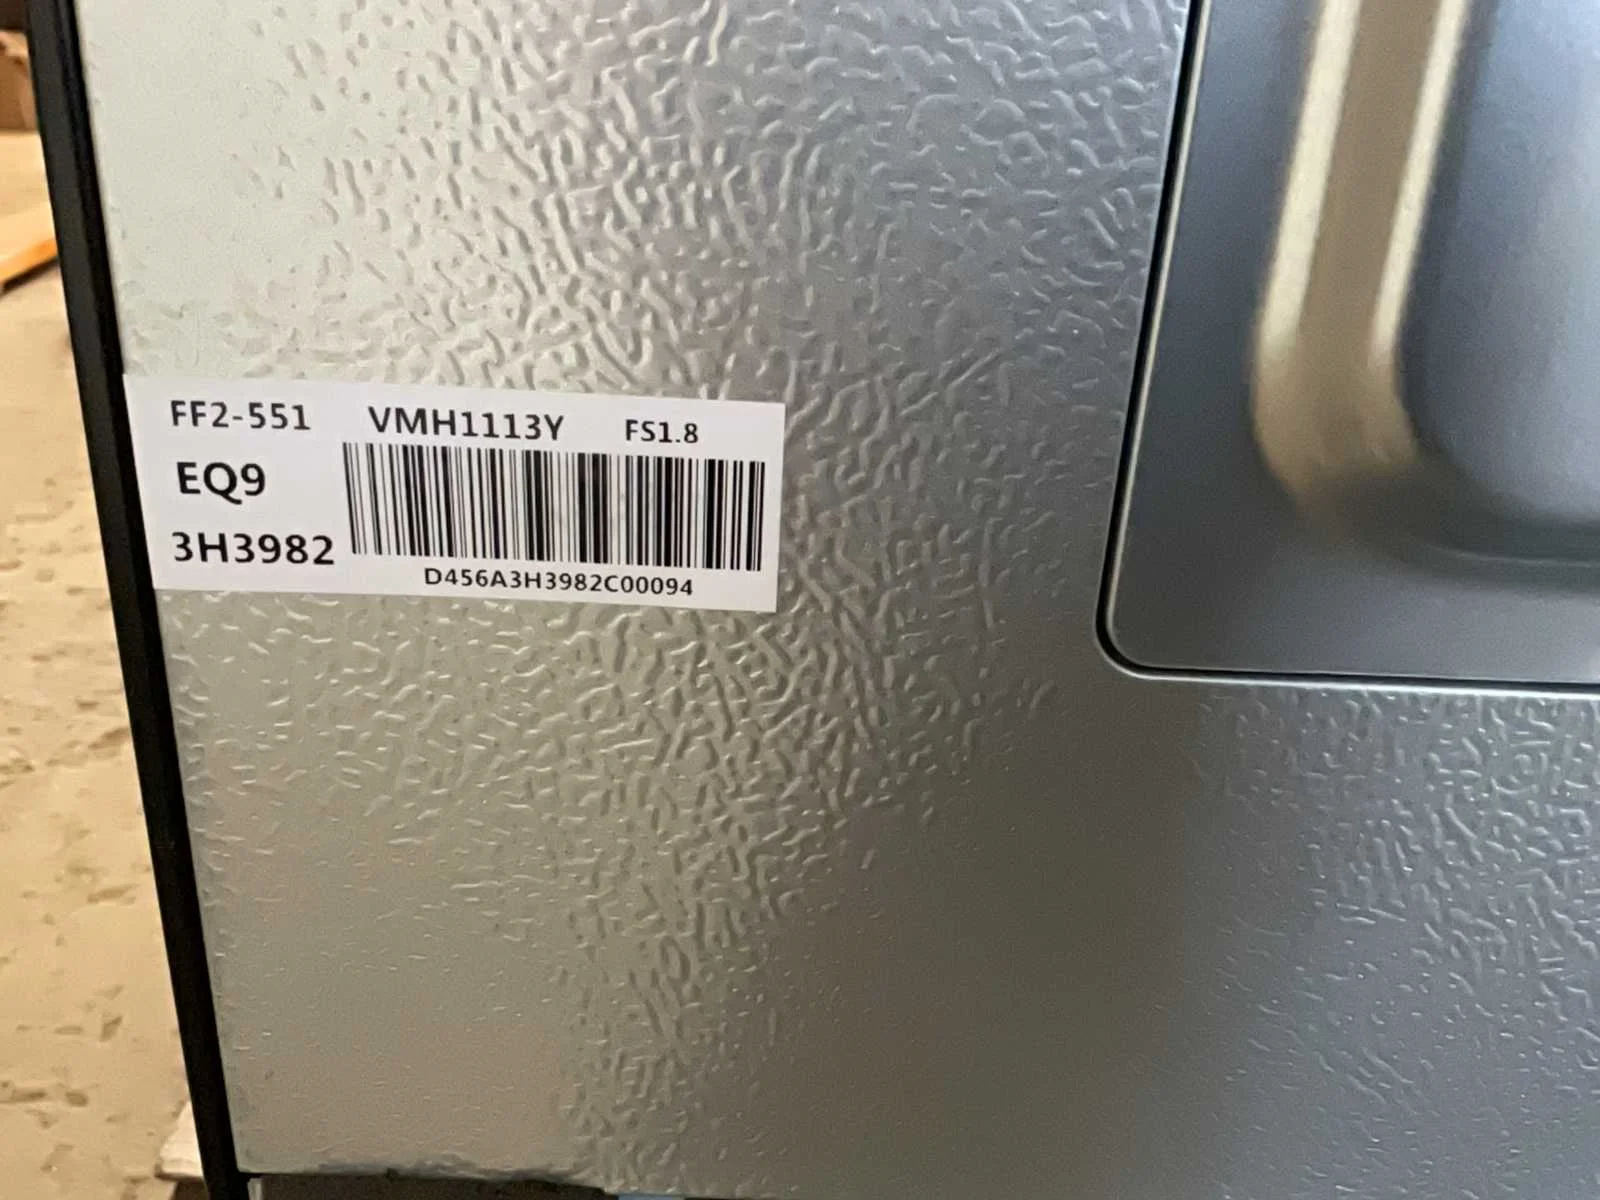 FF2-551 VMH1113Y FS1.8
EQ9
3H3982
D456A3H3982C00094